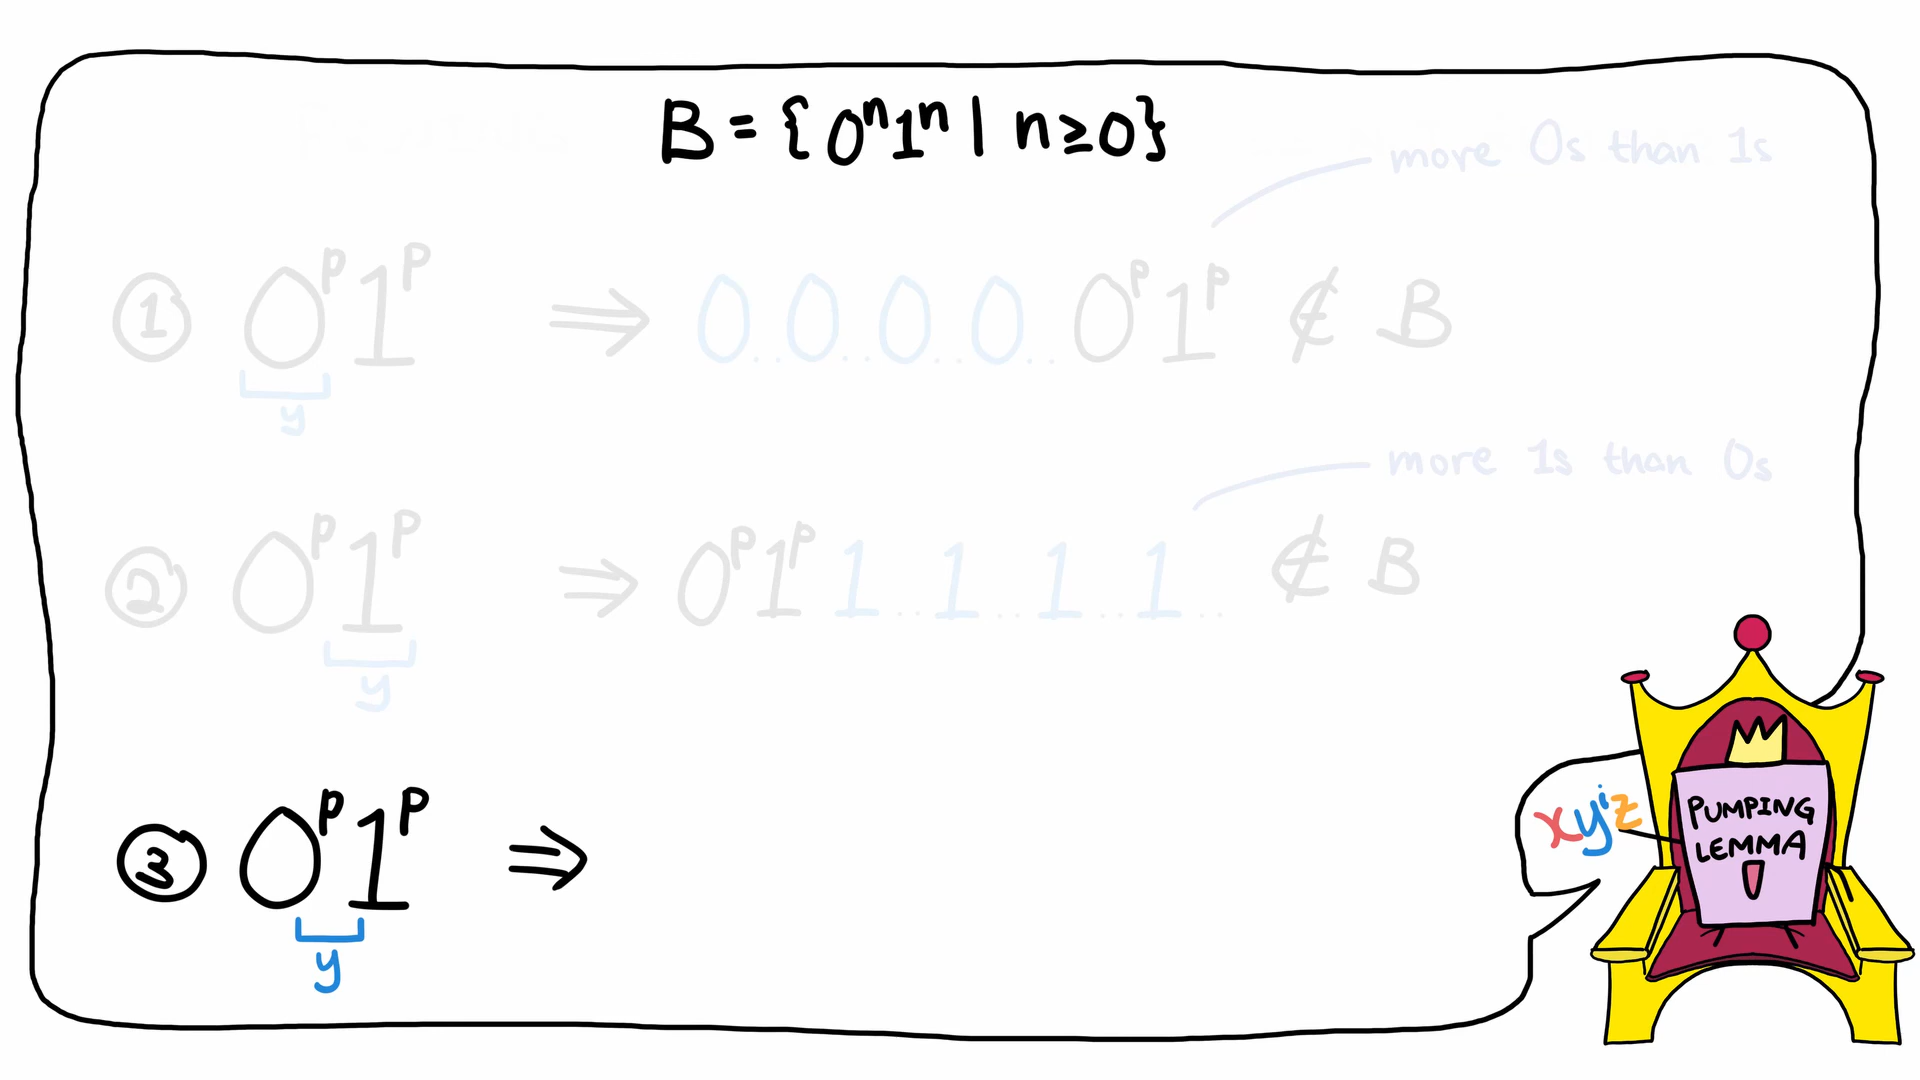 B = {0ⁿ1ⁿ | n ≥ 0}
more 0s than 1s
① 0ᵖ1ᵖ ⇒ 0..0..0..0..0ᵖ1ᵖ ∉ B
y
more 1s than 0s
② 0ᵖ1ᵖ ⇒ 0ᵖ1ᵖ1..1..1..1.. ∉ B
y
③ 0ᵖ1ᵖ ⇒
y
xyⁱz
PUMPING
LEMMA